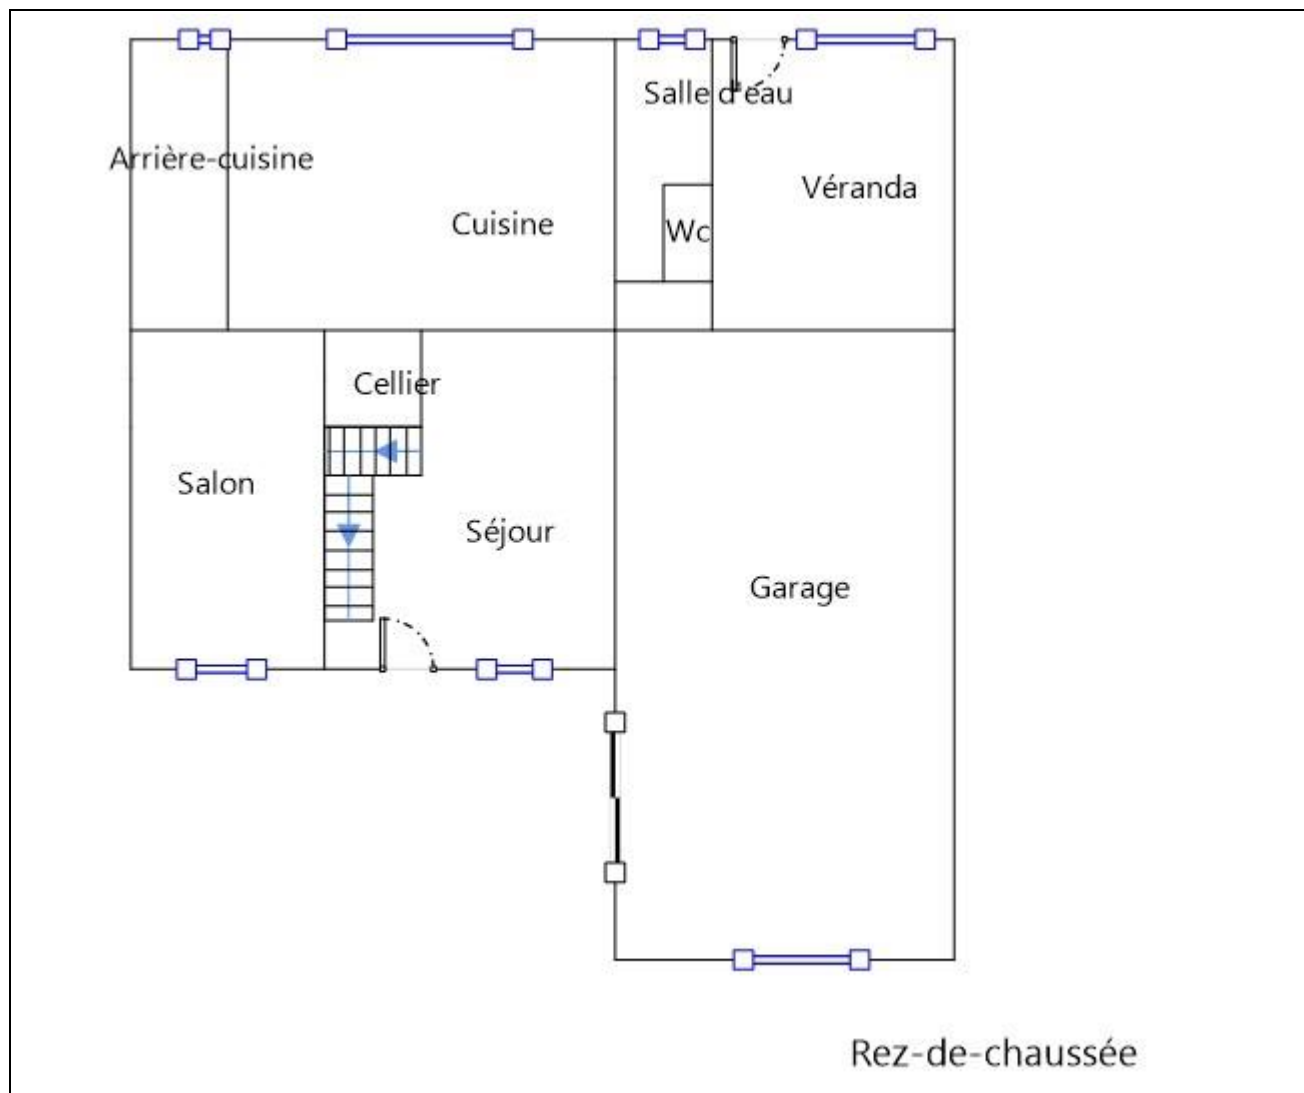 Salle d'eau
Arrière-cuisine
Véranda
Cuisine
Wc
Cellier
Salon
Séjour
Garage
Rez-de-chaussée